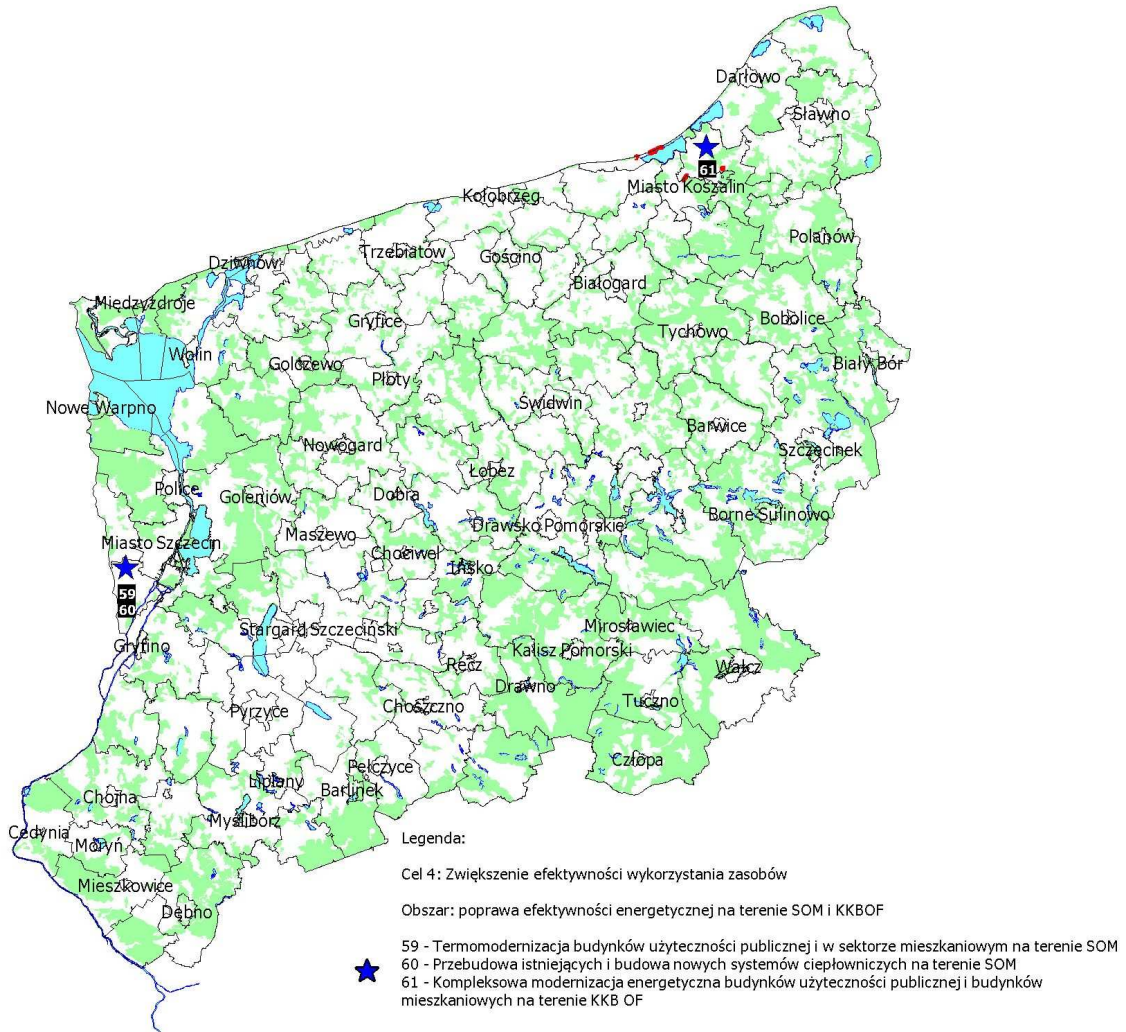 Darłowo
Sławno
61
Miasto Koszalin
Kołobrzeg
Polanów
Trzebiatów
Gościno
Dziwnów
Białogard
Międzyzdroje
Gryfice
Bobolice
Tychowo
Wolin
Golczewo
Biały Bór
Płoty
Nowe Warpno
Świdwin
Barwice
Nowogard
Szczecinek
Łobez
Police
Goleniów
Dobra
Borne Sulinowo
Drawsko Pomorskie
Maszewo
Miasto Szczecin
Chociwel
Ińsko
59
60
Stargard Szczeciński
Mirosławiec
Gryfino
Kalisz Pomorski
Recz
Wałcz
Drawno
Tuczno
Choszczno
Pyrzyce
Człopa
Pełczyce
Lipiany
Barlinek
Chojna
Myślibórz
Cedynia
Moryń
Mieszkowice
Dębno
Legenda:
Cel 4: Zwiększenie efektywności wykorzystania zasobów
Obszar: poprawa efektywności energetycznej na terenie SOM i KKBOF
59 - Termomodernizacja budynków użyteczności publicznej i w sektorze mieszkaniowym na terenie SOM
60 - Przebudowa istniejących i budowa nowych systemów ciepłowniczych na terenie SOM
61 - Kompleksowa modernizacja energetyczna budynków użyteczności publicznej i budynków
mieszkaniowych na terenie KKB OF